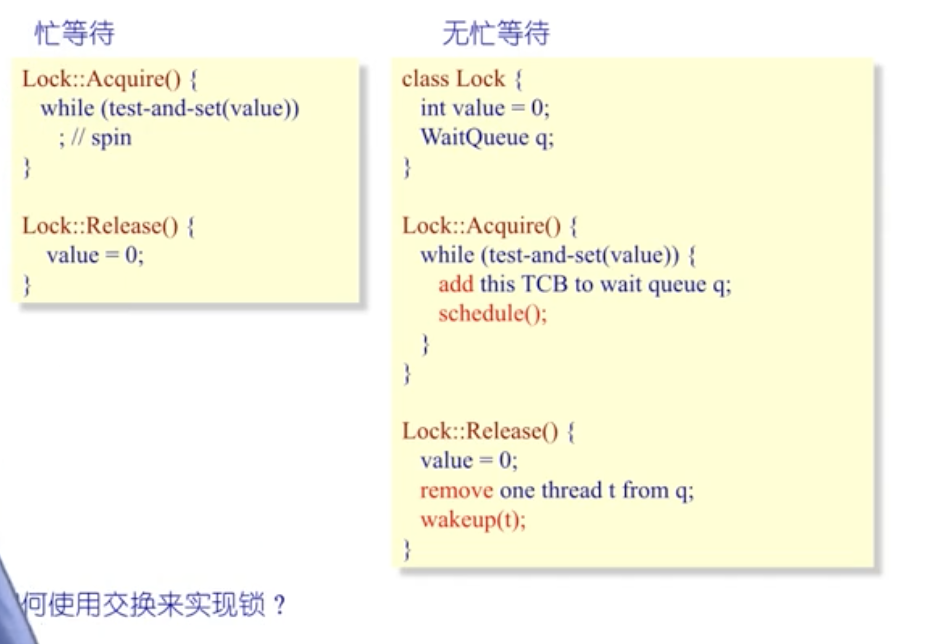 忙等待
Lock::Acquire() {
while (test-and-set(value))
; // spin
}
Lock::Release() {
value = 0;
}
无忙等待
class Lock {
int value = 0;
WaitQueue q;
}
Lock::Acquire() {
while (test-and-set(value)) {
add this TCB to wait queue q;
schedule();
}
}
Lock::Release() {
value = 0;
remove one thread t from q;
wakeup(t);
}
何使用交换来实现锁？